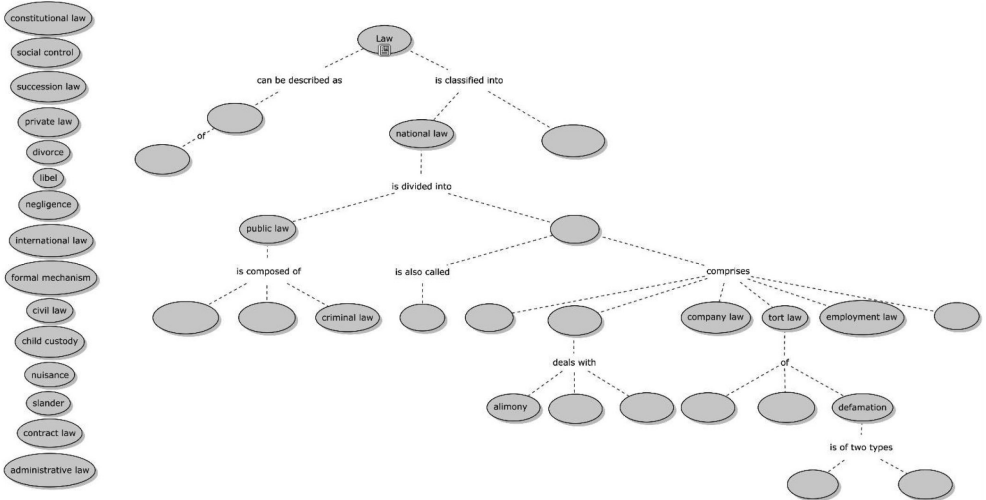 constitutional law
social control
succession law
private law
divorce
libel
negligence
international law
formal mechanism
civil law
child custody
nuisance
slander
contract law
administrative law
Law
can be described as
is classified into
of
national law
is divided into
public law
is composed of
is also called
comprises
criminal law
company law
tort law
employment law
deals with
of
alimony
defamation
is of two types